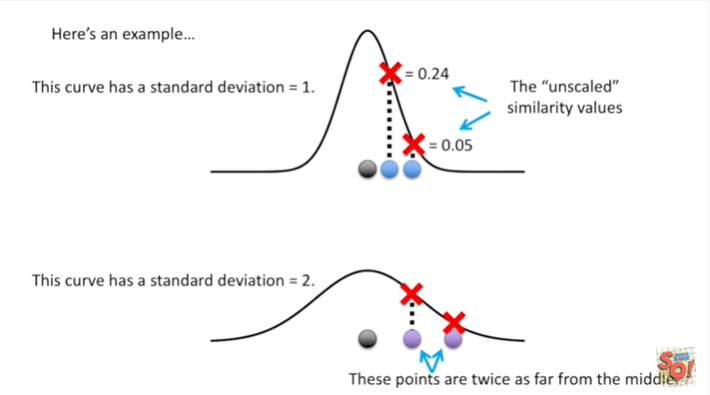 Here's an example...
This curve has a standard deviation = 1.
= 0.24
= 0.05
The “unscaled”
similarity values
This curve has a standard deviation = 2.
These points are twice as far from the middle.
SO!